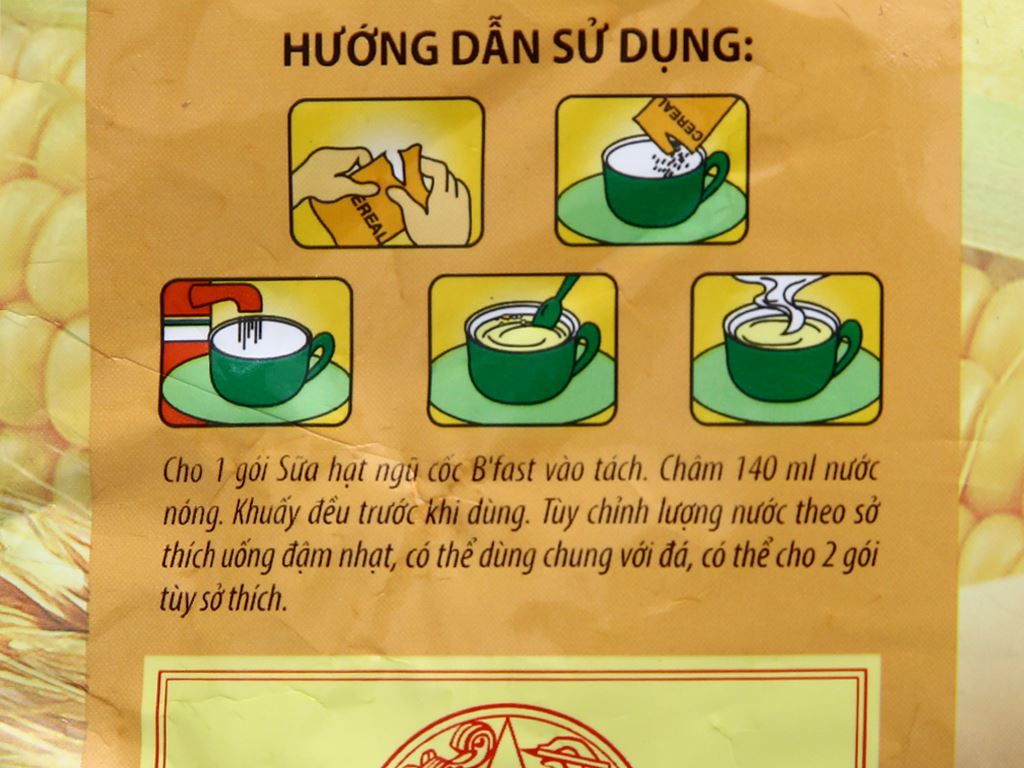 HƯỚNG DẪN SỬ DỤNG:
EREAL
CEREAL
Cho 1 gói Sữa hạt ngũ cốc B'fast vào tách. Châm 140 ml nước
nóng. Khuấy đều trước khi dùng. Tùy chỉnh lượng nước theo sở
thích uống đậm nhạt, có thể dùng chung với đá, có thể cho 2 gói
tùy sở thích.